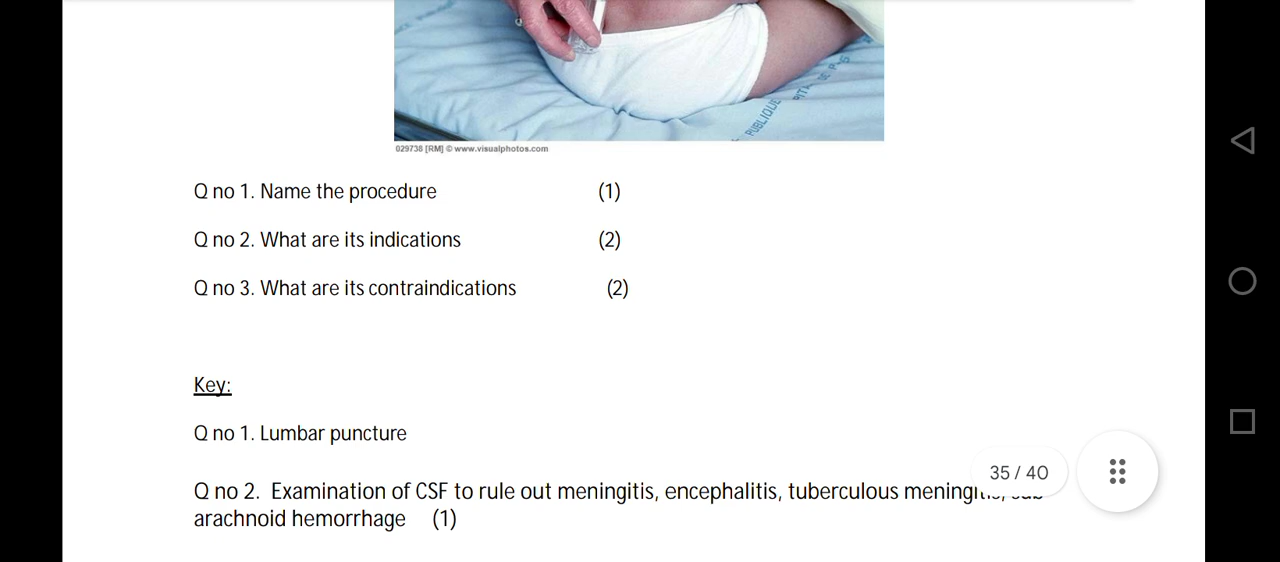 PUBLIQUE
029738 [RM] © www.visualphotos.com
Q no 1. Name the procedure (1)
Q no 2. What are its indications (2)
Q no 3. What are its contraindications (2)
Key:
Q no 1. Lumbar puncture
Q no 2. Examination of CSF to rule out meningitis, encephalitis, tuberculous
arachnoid hemorrhage (1)
35 / 40